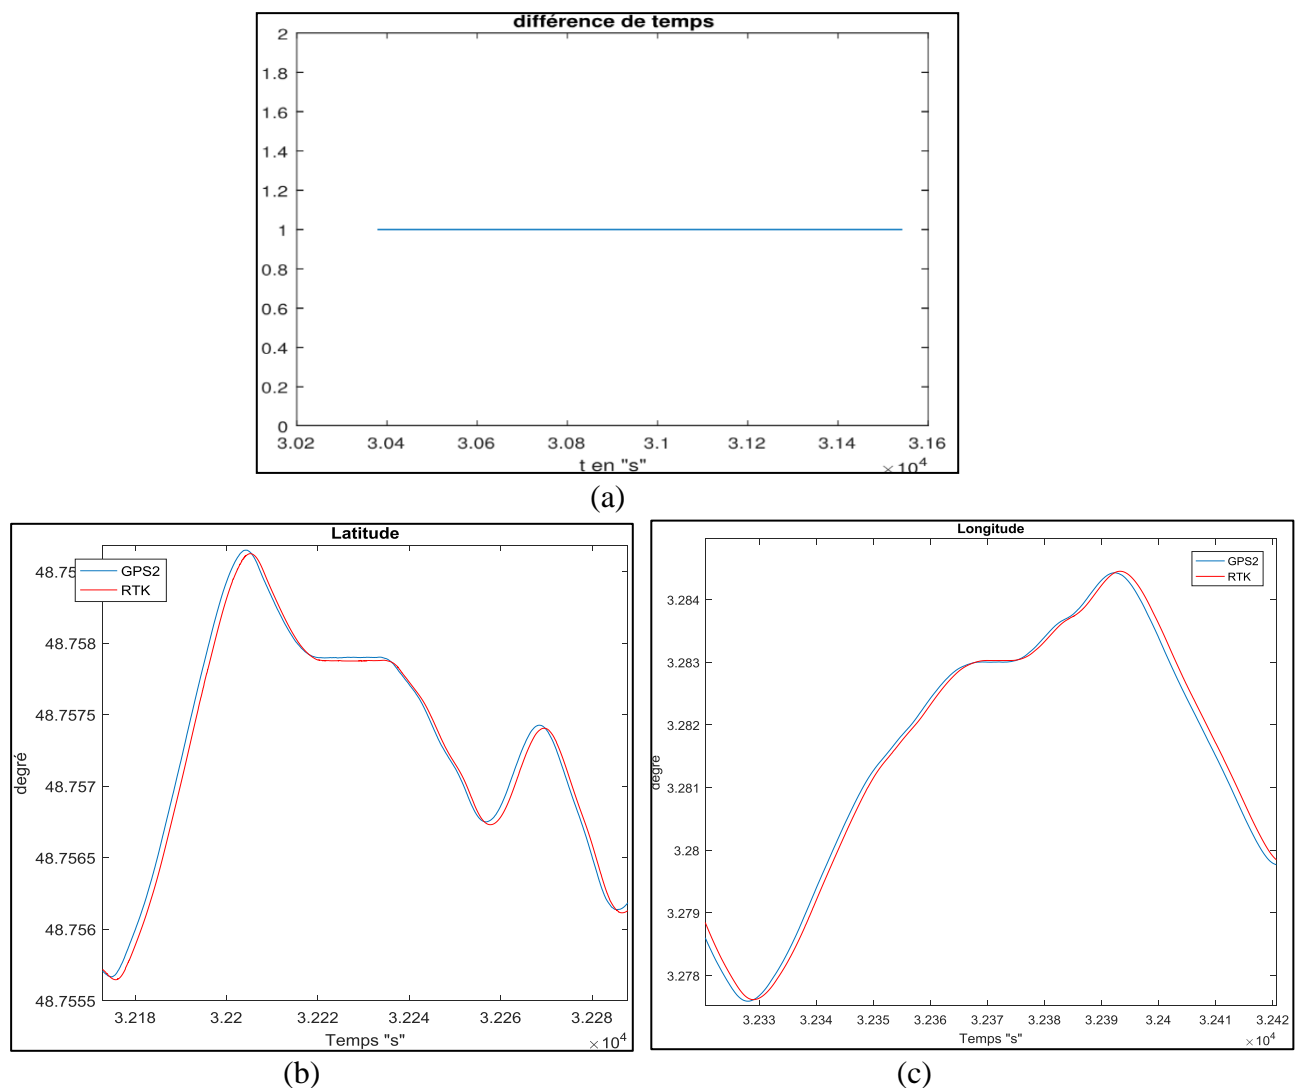 différence de temps
2
1.8
1.6
1.4
1.2
1
0.8
0.6
0.4
0.2
0
3.02 3.04 3.06 3.08 3.1 3.12 3.14 3.16
t en "s"
×10⁴
(a)
Latitude
GPS2
RTK
48.75
48.758
48.7575
48.757
48.7565
48.756
48.7555
degré
3.218 3.22 3.222 3.224 3.226 3.228
Temps "s"
×10⁴
(b)
Longitude
GPS2
RTK
3.284
3.283
3.282
3.281
3.28
3.279
3.278
degré
3.233 3.234 3.235 3.236 3.237 3.238 3.239 3.24 3.241 3.242
Temps "s"
×10⁴
(c)